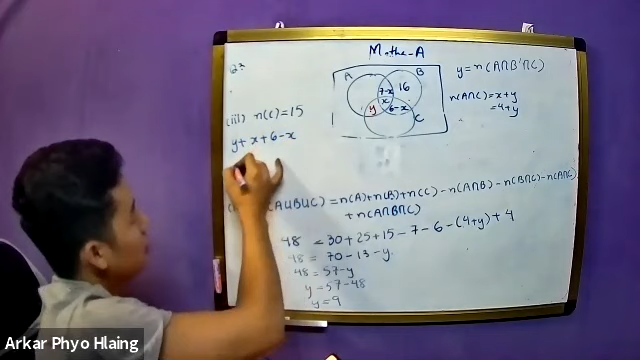 Maths-A
6²
A
B
7-x
16
x
y
6-x
C
y = n(A∩B'∩C)
n(A∩C) = x+y
= 4+y
(iii) n(C) = 15
y + x + 6 - x
(A∪B∪C) = n(A)+n(B)+n(C) - n(A∩B) - n(B∩C) - n(A∩C)
+ n(A∩B∩C)
48 = 30+25+15-7-6-(4+y)+4
48 = 70-13-y
48 = 57-y
y = 57-48
y = 9
Arkar Phyo Hlaing